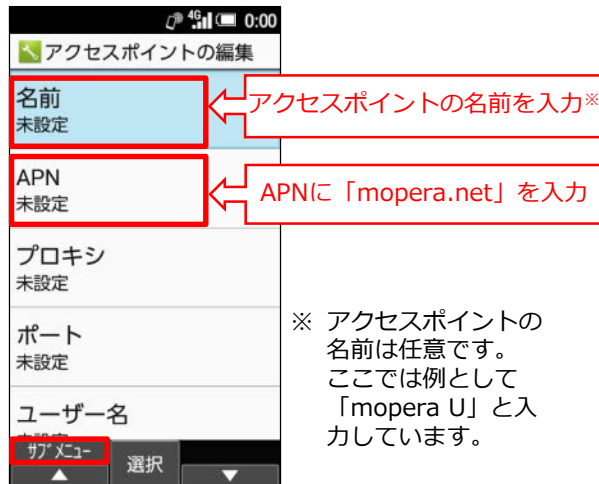 4G 0:00
アクセスポイントの編集
名前
未設定
アクセスポイントの名前を入力※
APN
未設定
APNに「mopera.net」を入力
プロキシ
未設定
ポート
未設定
※ アクセスポイントの
名前は任意です。
ここでは例として
「mopera U」と入
力しています。
ユーザー名
ｻﾌﾞﾒﾆｭｰ
▲ 選択 ▼